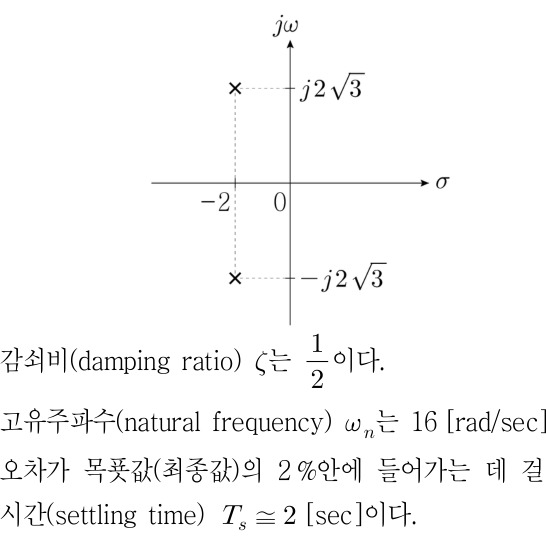 jω
j2√3
σ
−2 0
−j2√3
감쇠비(damping ratio) ζ는 1/2이다.
고유주파수(natural frequency) ωₙ는 16 [rad/sec]
오차가 목푯값(최종값)의 2 %안에 들어가는 데 걸
시간(settling time) Tₛ ≅ 2 [sec]이다.